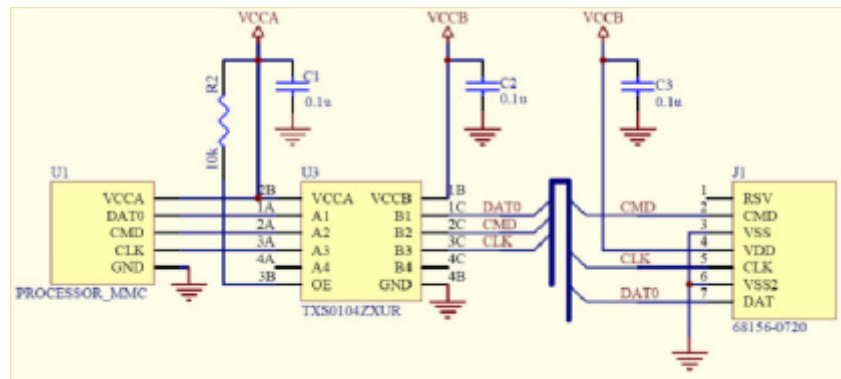 VCCA
VCCB
VCCB
R2
10k
C1
0.1u
C2
0.1u
C3
0.1u
U1
VCCA
DAT0
CMD
CLK
GND
PROCESSOR_MMC
U3
2B VCCA VCCB 1B
1A A1 B1 1C
2A A2 B2 2C
3A A3 B3 3C
4A A4 B4 4C
3B OE GND 4B
TXS0104ZXUR
DAT0
CMD
CLK
CMD
CLK
DAT0
J1
1 RSV
2 CMD
3 VSS
4 VDD
5 CLK
6 VSS2
7 DAT
68156-0720